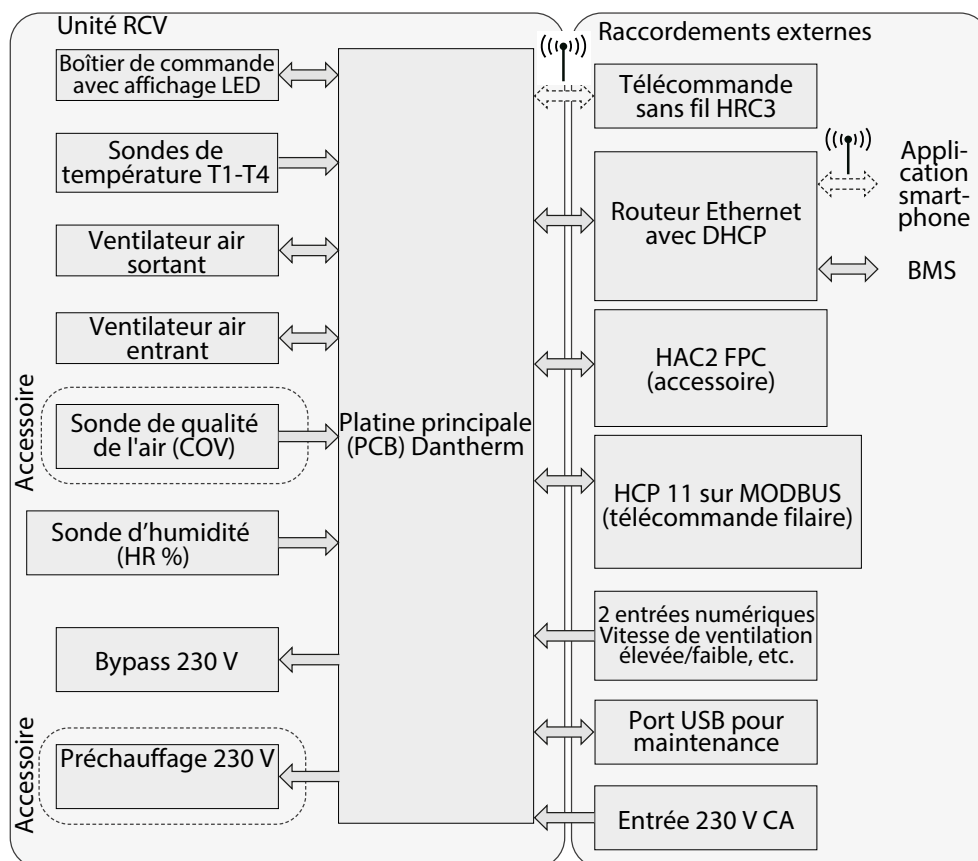 Unité RCV
Boîtier de commande
avec affichage LED
Sondes de
température T1-T4
Ventilateur air
sortant
Ventilateur air
entrant
Accessoire
Sonde de qualité
de l'air (COV)
Sonde d’humidité
(HR %)
Bypass 230 V
Accessoire
Préchauffage 230 V
Platine principale
(PCB) Dantherm
Raccordements externes
Télécommande
sans fil HRC3
Routeur Ethernet
avec DHCP
Appli-
cation
smart-
phone
BMS
HAC2 FPC
(accessoire)
HCP 11 sur MODBUS
(télécommande filaire)
2 entrées numériques
Vitesse de ventilation
élevée/faible, etc.
Port USB pour
maintenance
Entrée 230 V CA